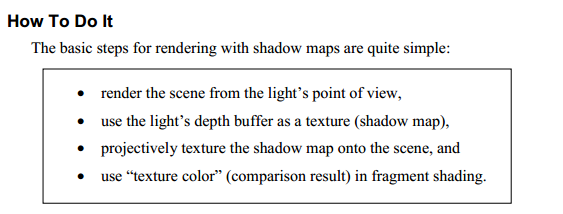 How To Do It
The basic steps for rendering with shadow maps are quite simple:
• render the scene from the light's point of view,
• use the light's depth buffer as a texture (shadow map),
• projectively texture the shadow map onto the scene, and
• use “texture color” (comparison result) in fragment shading.